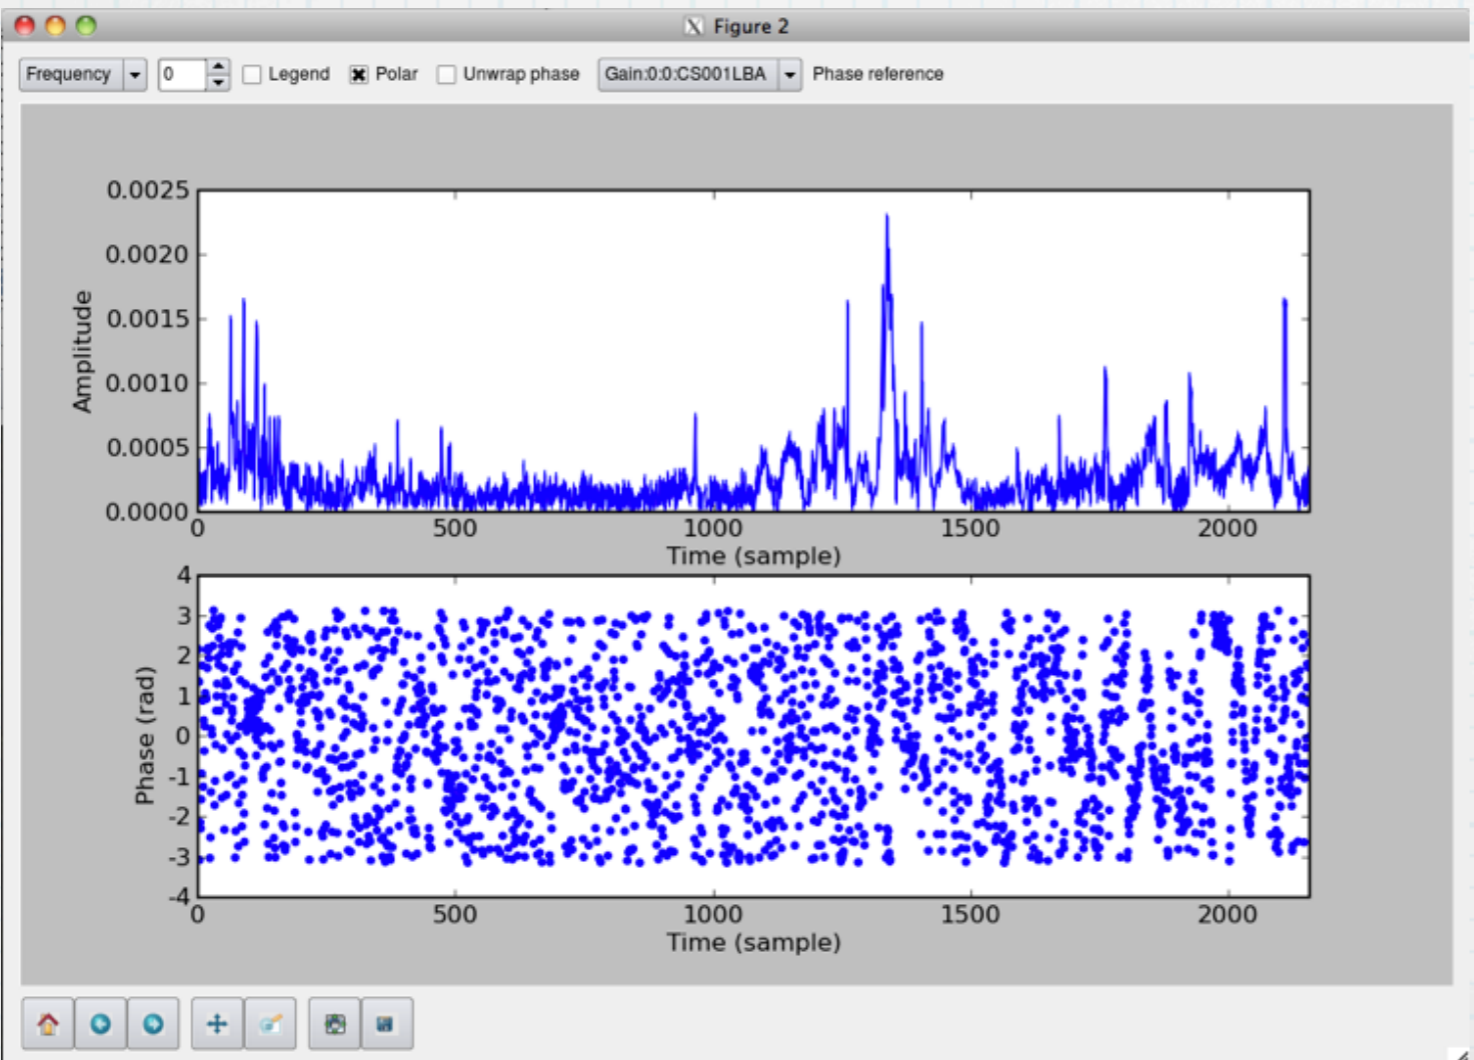 X Figure 2
Frequency 0 Legend Polar Unwrap phase Gain:0:0:CS001LBA Phase reference
0.0025
0.0020
0.0015
0.0010
0.0005
0.0000
Amplitude
0 500 1000 1500 2000
Time (sample)
4
3
2
1
0
-1
-2
-3
-4
Phase (rad)
0 500 1000 1500 2000
Time (sample)